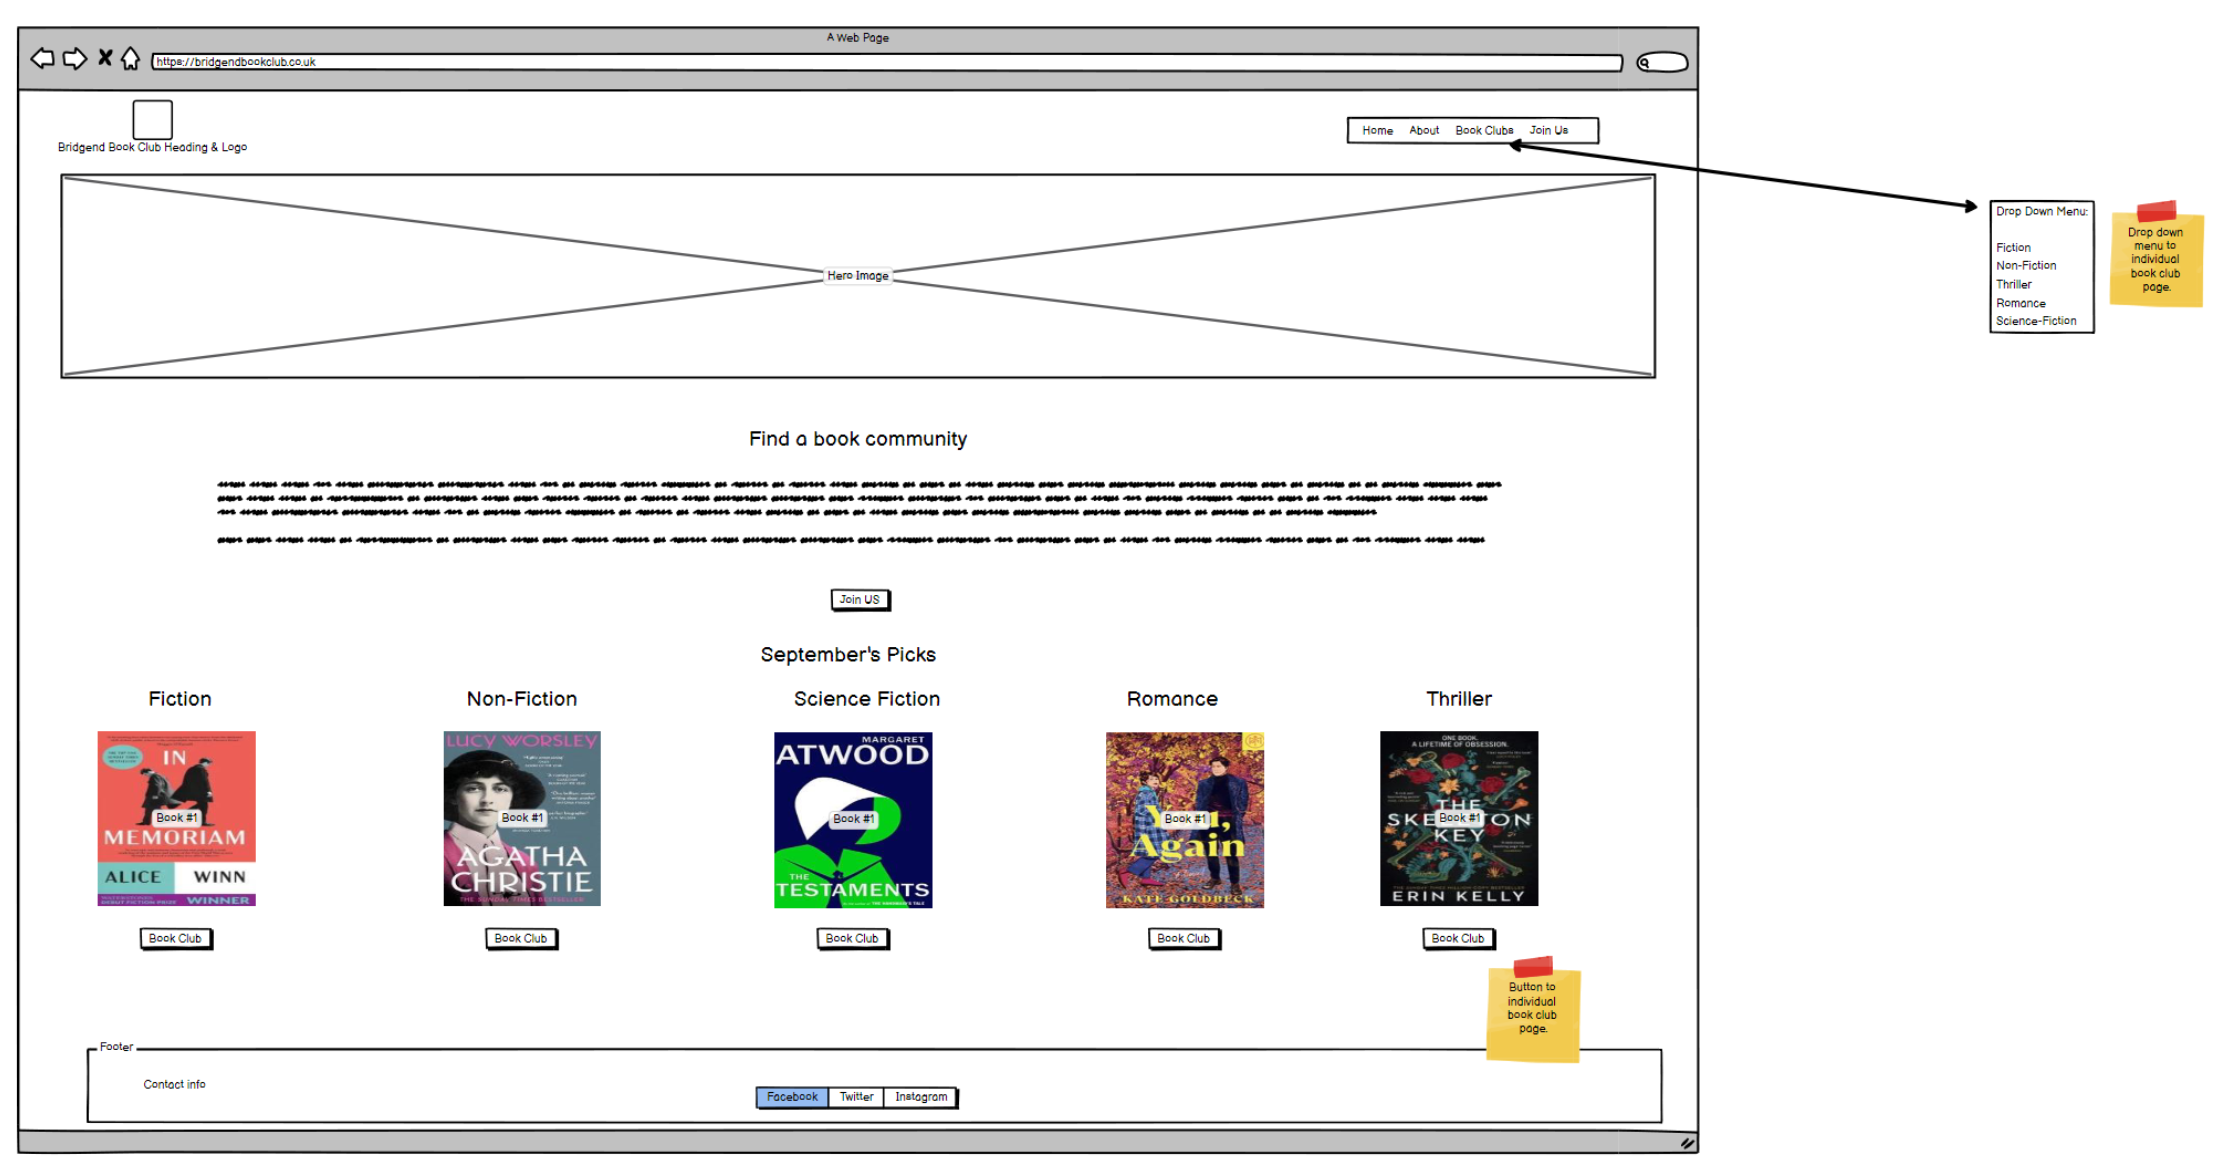 A Web Page
https://bridgendbookclub.co.uk
Bridgend Book Club Heading & Logo
Home About Book Clubs Join Us
Drop Down Menu:
Fiction
Non-Fiction
Thriller
Romance
Science-Fiction
Drop down
menu to
individual
book club
page.
Hero Image
Find a book community
Join US
September's Picks
Fiction
Non-Fiction
Science Fiction
Romance
Thriller
IN
Book #1
MEMORIAM
ALICE WINN
WINNER
LUCY WORSLEY
Book #1
AGATHA
CHRISTIE
THE SUNDAY TIMES BESTSELLER
MARGARET
ATWOOD
Book #1
THE
TESTAMENTS
Book #1
Again
KATE GOLDBECK
ONE BOOK.
A LIFETIME OF OBSESSION.
THE
Book #1
KEY
ERIN KELLY
Book Club
Book Club
Book Club
Book Club
Book Club
Button to
individual
book club
page.
Footer
Contact info
Facebook Twitter Instagram